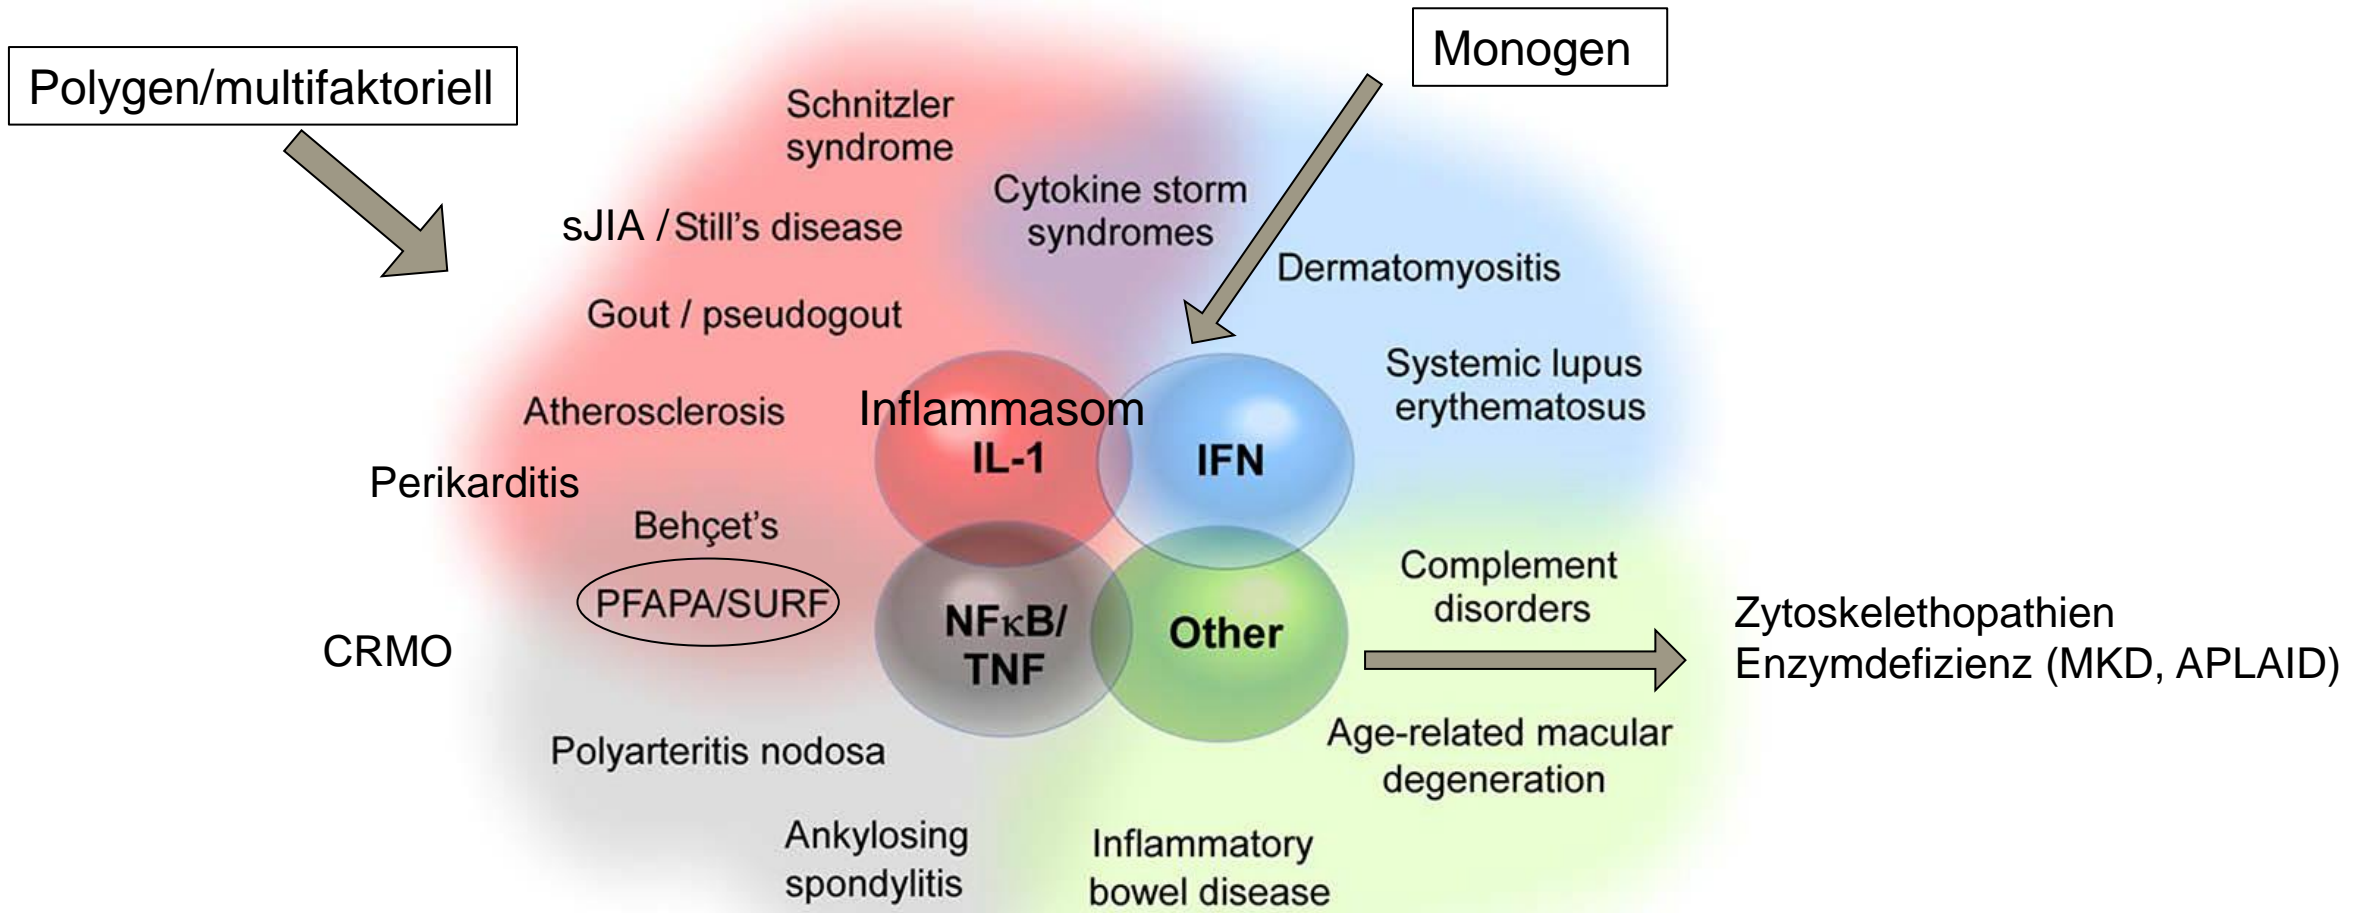 Polygen/multifaktoriell
Monogen
Schnitzler
syndrome
Cytokine storm
syndromes
sJIA / Still's disease
Dermatomyositis
Gout / pseudogout
Systemic lupus
erythematosus
Atherosclerosis
Inflammasom
IL-1
IFN
Perikarditis
Behçet's
PFAPA/SURF
CRMO
NFκB/
TNF
Other
Complement
disorders
Zytoskelethopathien
Enzymdefizienz (MKD, APLAID)
Polyarteritis nodosa
Age-related macular
degeneration
Ankylosing
spondylitis
Inflammatory
bowel disease